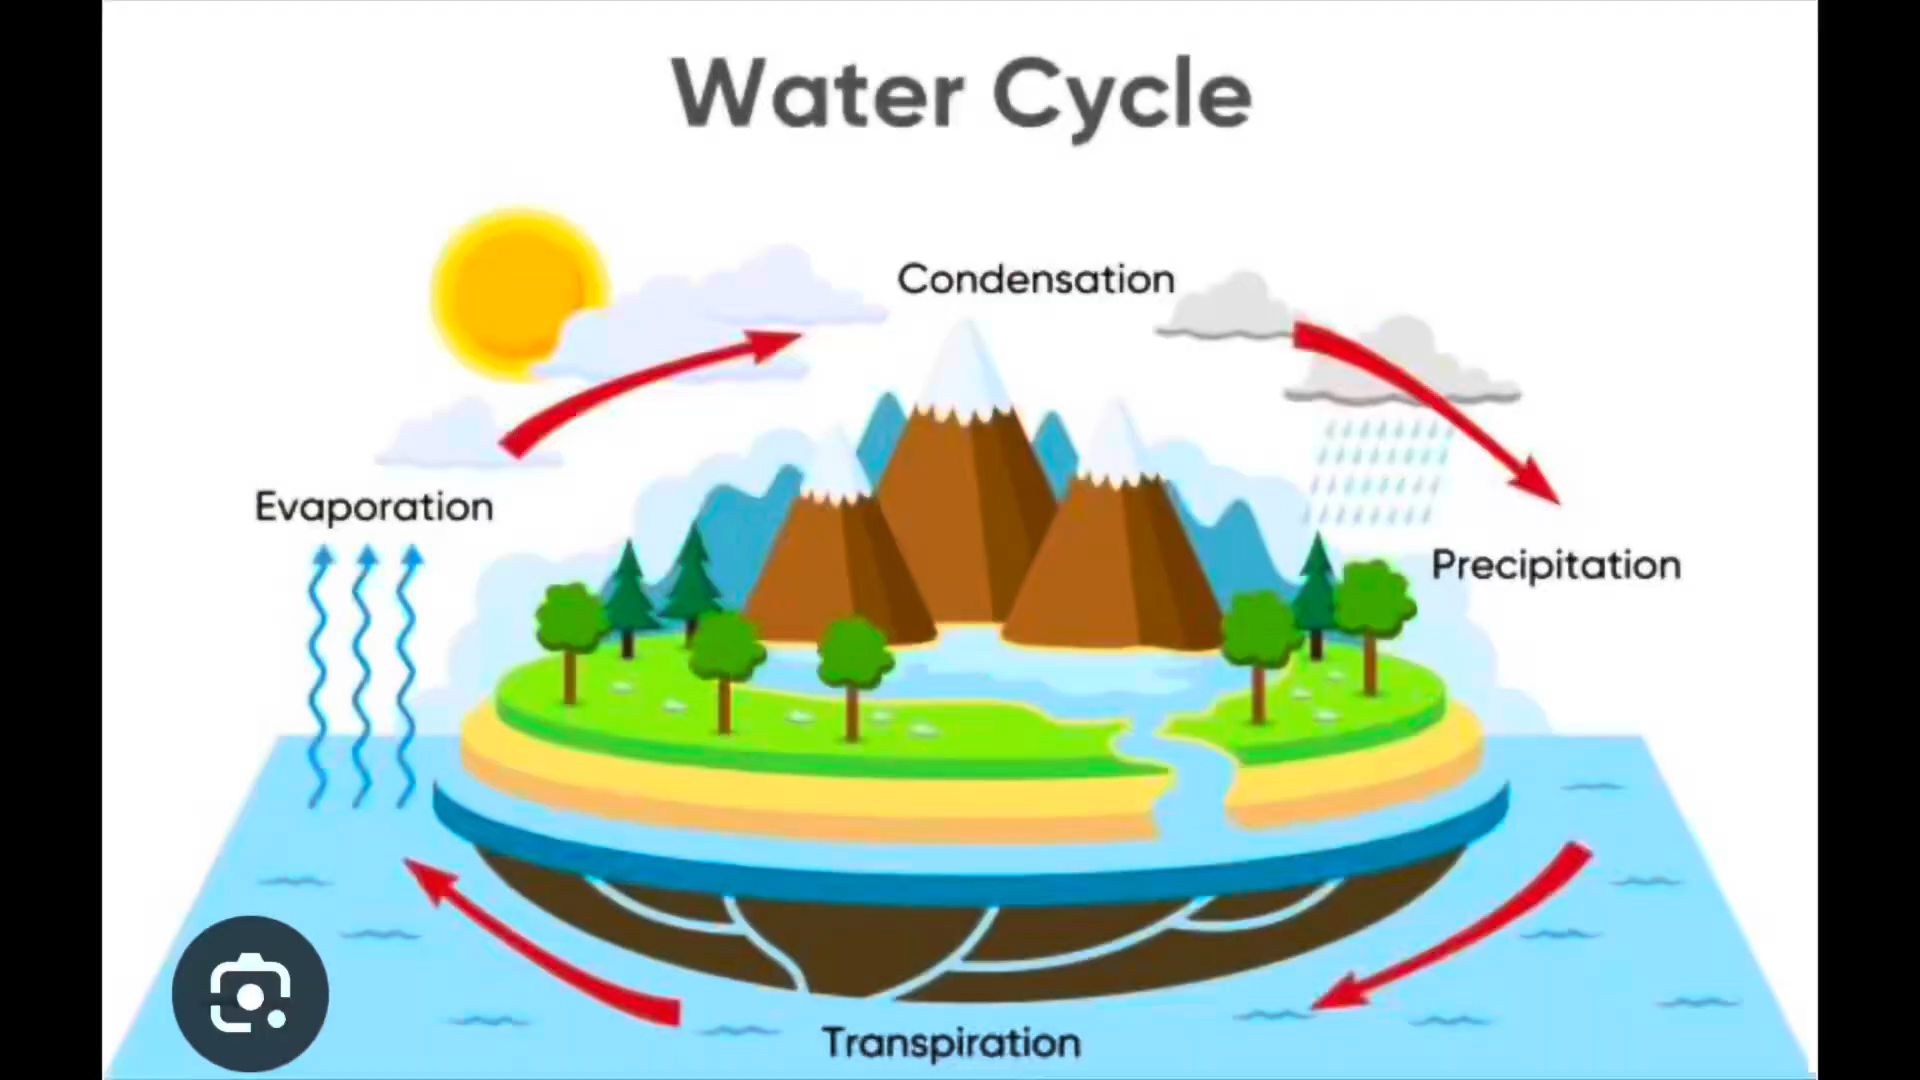 Water Cycle
Condensation
Evaporation
Precipitation
Transpiration